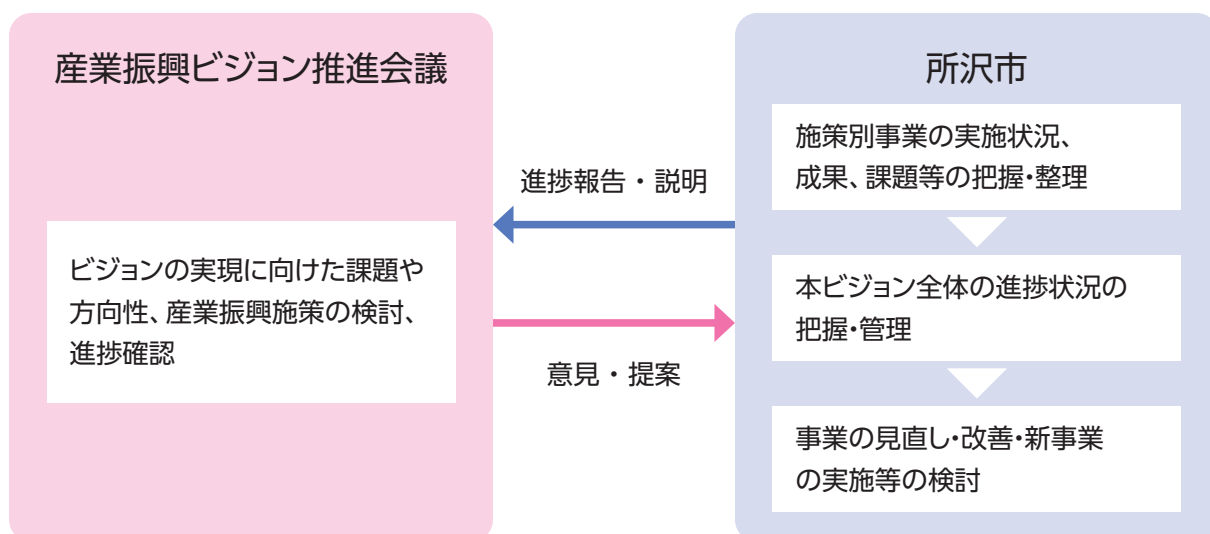 産業振興ビジョン推進会議
ビジョンの実現に向けた課題や
方向性、産業振興施策の検討、
進捗確認
進捗報告・説明
意見・提案
所沢市
施策別事業の実施状況、
成果、課題等の把握・整理
本ビジョン全体の進捗状況の
把握・管理
事業の見直し・改善・新事業
の実施等の検討